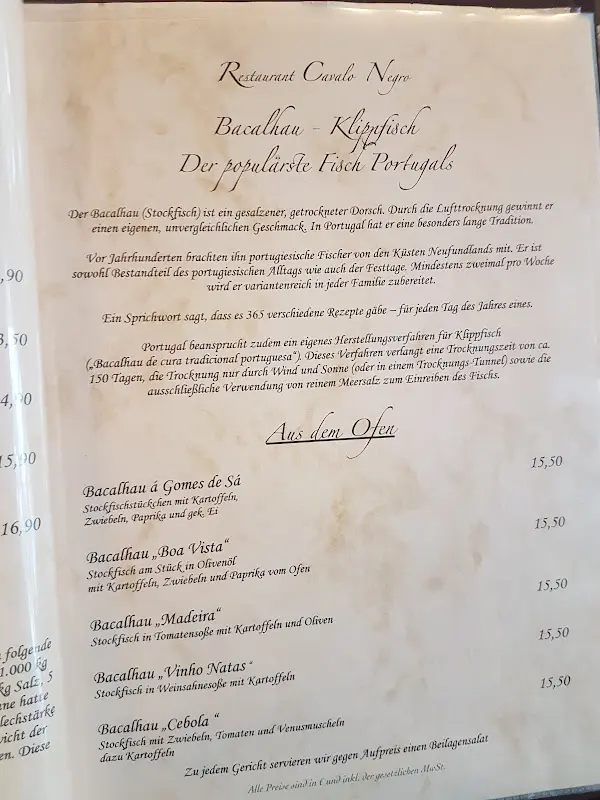 Restaurant Cavalo Negro
Bacalhau - Klipnfisch
Der populärste Fisch Portugals
Der Bacalhau (Stockfisch) ist ein gesalzener, getrockneter Dorsch. Durch die Lufttrocknung gewinnt er
einen eigenen, unvergleichlichen Geschmack. In Portugal hat er eine besonders lange Tradition.
Vor Jahrhunderten brachten ihn portugiesische Fischer von den Küsten Neufundlands mit. Er ist
sowohl Bestandteil des portugiesischen Alltags wie auch der Festtage. Mindestens zweimal pro Woche
wird er variantenreich in jeder Familie zubereitet.
Ein Sprichwort sagt, dass es 365 verschiedene Rezepte gäbe – für jeden Tag des Jahres eines.
Portugal beansprucht zudem ein eigenes Herstellungsverfahren für Klippfisch
(„Bacalhau de cura tradicional portuguesa“). Dieses Verfahren verlangt eine Trocknungszeit von ca.
150 Tagen, die Trocknung nur durch Wind und Sonne (oder in einem Trocknungs-Tunnel) sowie die
ausschließliche Verwendung von reinem Meersalz zum Einreiben des Fischs.
Aus dem Ofen
Bacalhau á Gomes de Sá 15,50
Stockfischstückchen mit Kartoffeln,
Zwiebeln, Paprika und gek. Ei
Bacalhau „Boa Vista“ 15,50
Stockfisch am Stück in Olivenöl
mit Kartoffeln, Zwiebeln und Paprika vom Ofen
Bacalhau „Madeira“ 15,50
Stockfisch in Tomatensoße mit Kartoffeln und Oliven
Bacalhau „Vinho Natas“ 15,50
Stockfisch in Weinsahnesoße mit Kartoffeln
Bacalhau „Cebola“ 15,50
Stockfisch mit Zwiebeln, Tomaten und Venusmuscheln
dazu Kartoffeln
Zu jedem Gericht servieren wir gegen Aufpreis einen Beilagensalat
Alle Preise sind in € und inkl. der gesetzlichen MwSt.
,90
3,50
4,90
15,90
16,90
folgende
1.000 kg
kg Salz, 5
hatte
lechstärke
der
en. Diese